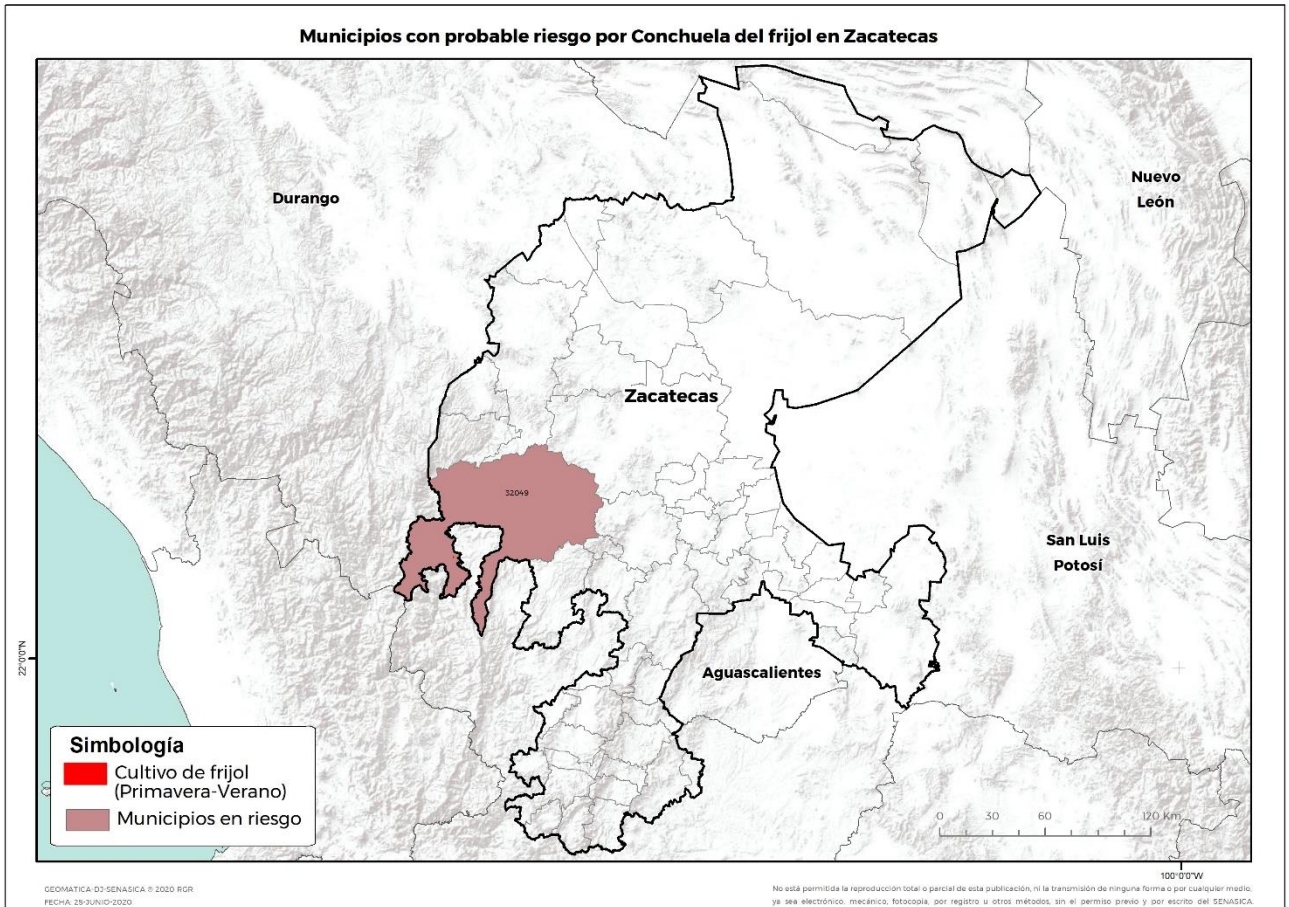 Municipios con probable riesgo por Conchuela del frijol en Zacatecas
Durango
Nuevo
León
Zacatecas
32049
San Luis
Potosí
22°0'0"N
Aguascalientes
Simbología
Cultivo de frijol
(Primavera-Verano)
Municipios en riesgo
0 30 60 120 Km
100°0'0"W
GEOMATICA-DJ-SENASICA © 2020 RGR
FECHA: 25-JUNIO-2020
No está permitida la reproducción total o parcial de esta publicación, ni la transmisión de ninguna forma o por cualquier medio,
ya sea electrónico, mecánico, fotocopia, por registro u otros métodos, sin el permiso previo y por escrito del SENASICA.